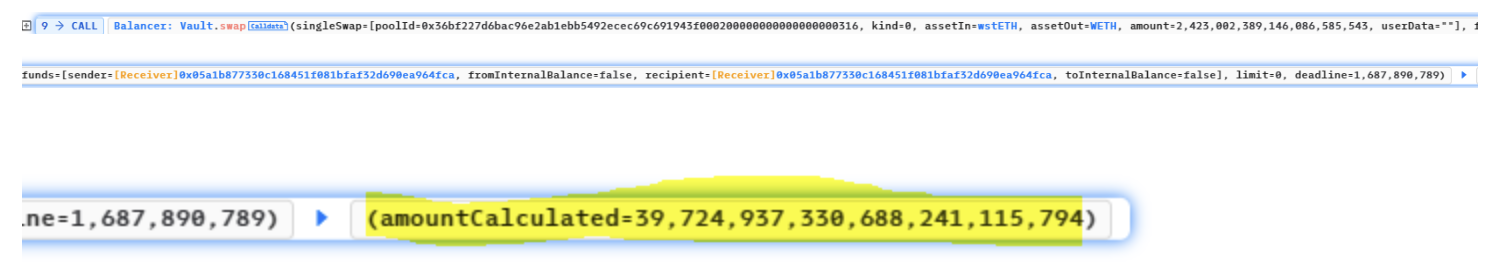 9 → CALL Balancer: Vault.swap Calldata (singleSwap=[poolId=0x36bf227d6bac96e2ab1ebb5492ecec69c691943f000200000000000000000316, kind=0, assetIn=wstETH, assetOut=WETH, amount=2,423,002,389,146,086,585,543, userData=""], f
funds=[sender=[Receiver]0x05a1b877330c168451f081bfaf32d690ea964fca, fromInternalBalance=false, recipient=[Receiver]0x05a1b877330c168451f081bfaf32d690ea964fca, toInternalBalance=false], limit=0, deadline=1,687,890,789)
ne=1,687,890,789) (amountCalculated=39,724,937,330,688,241,115,794)